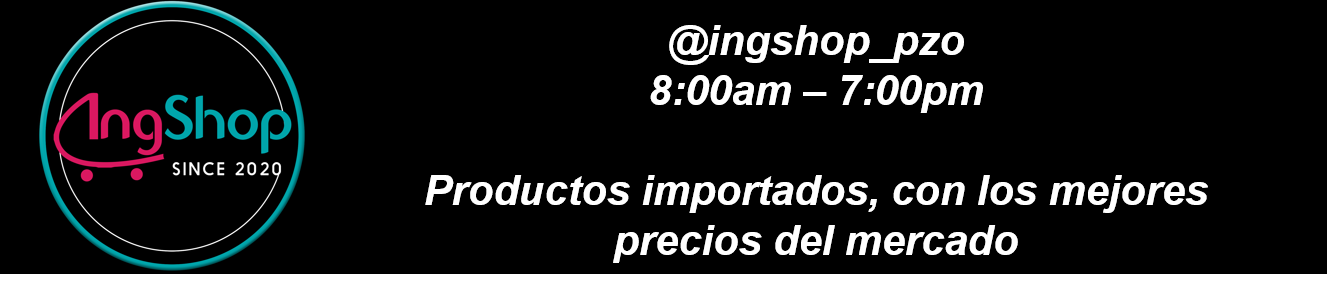 IngShop
SINCE 2020
@ingshop_pzo
8:00am – 7:00pm
Productos importados, con los mejores
precios del mercado